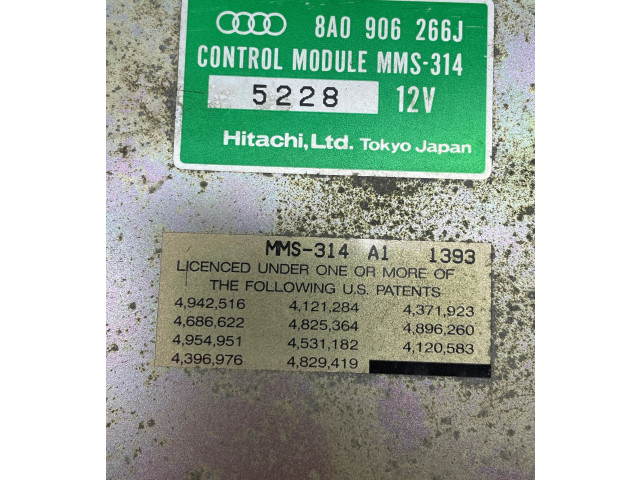 8A0 906 266J
CONTROL MODULE MMS-314
5228 12V
Hitachi, Ltd. Tokyo Japan
MMS-314 A1 1393
LICENCED UNDER ONE OR MORE OF
THE FOLLOWING U.S. PATENTS
4,942,516 4,121,284 4,371,923
4,686,622 4,825,364 4,896,260
4,954,951 4,531,182 4,120,583
4,396,976 4,829,419